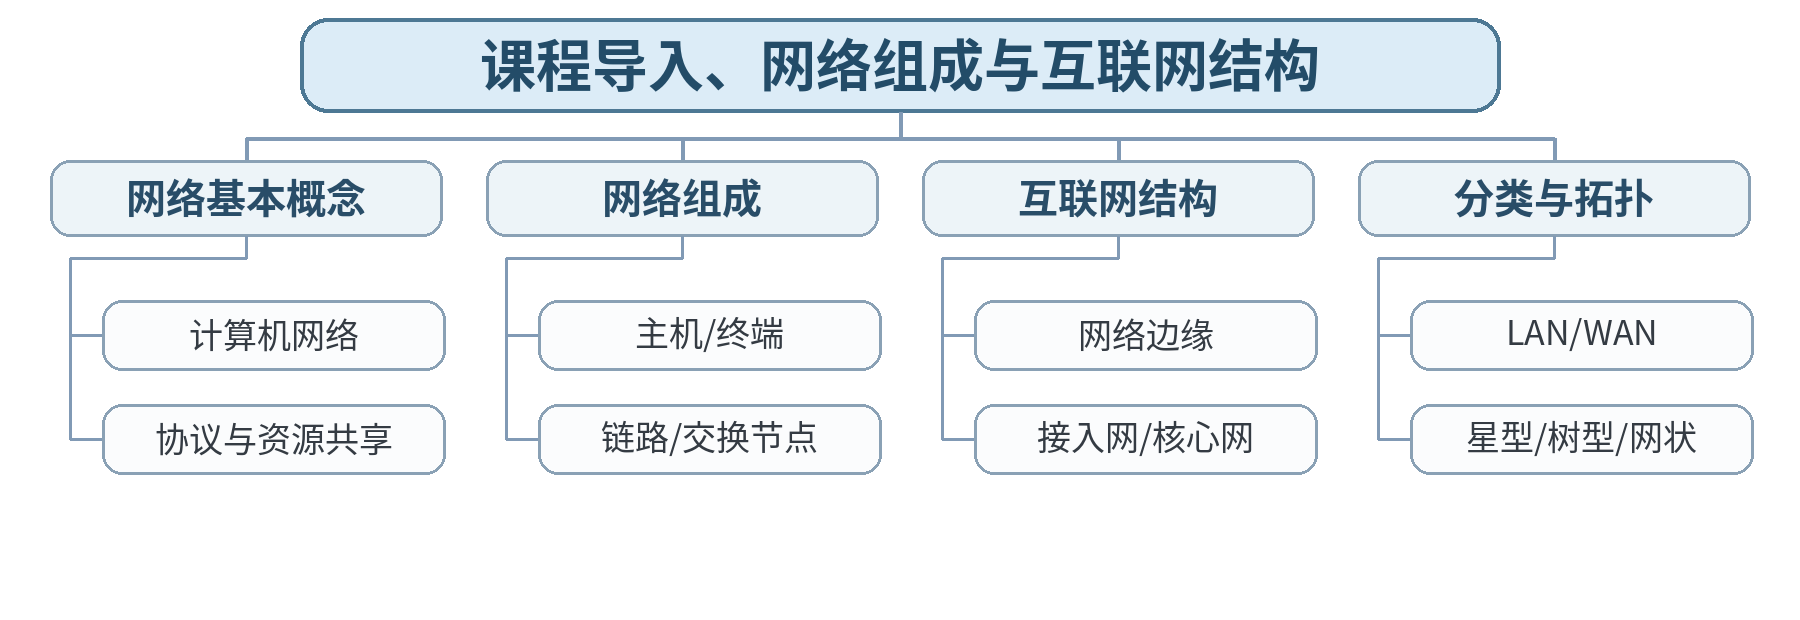 课程导入、网络组成与互联网结构
网络基本概念
计算机网络
协议与资源共享
网络组成
主机/终端
链路/交换节点
互联网结构
网络边缘
接入网/核心网
分类与拓扑
LAN/WAN
星型/树型/网状